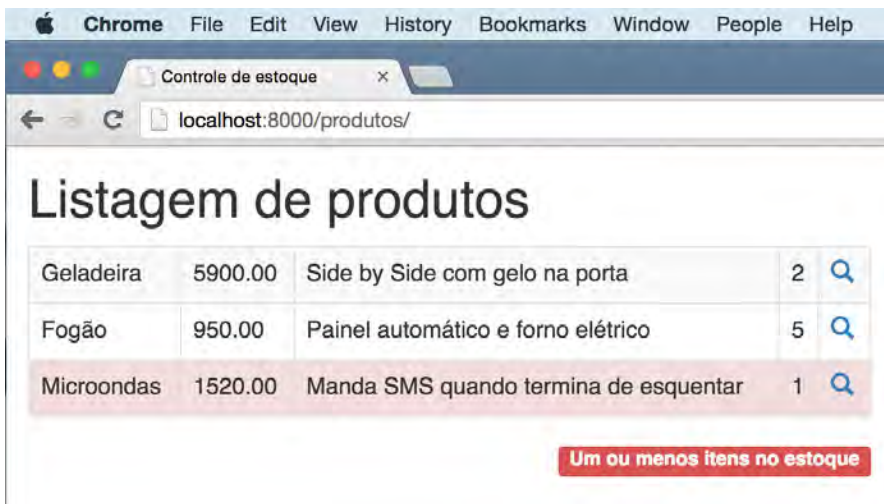 Chrome File Edit View History Bookmarks Window People Help
Controle de estoque
localhost:8000/produtos/
Listagem de produtos
Geladeira 5900.00 Side by Side com gelo na porta 2
Fogão 950.00 Painel automático e forno elétrico 5
Microondas 1520.00 Manda SMS quando termina de esquentar 1
Um ou menos itens no estoque